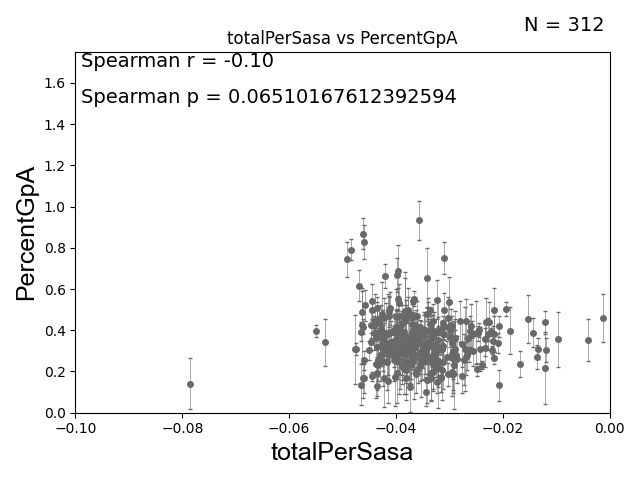 N = 312
totalPerSasa vs PercentGpA
Spearman r = -0.10
Spearman p = 0.06510167612392594
PercentGpA
1.6
1.4
1.2
1.0
0.8
0.6
0.4
0.2
0.0
−0.10 −0.08 −0.06 −0.04 −0.02 0.00
totalPerSasa